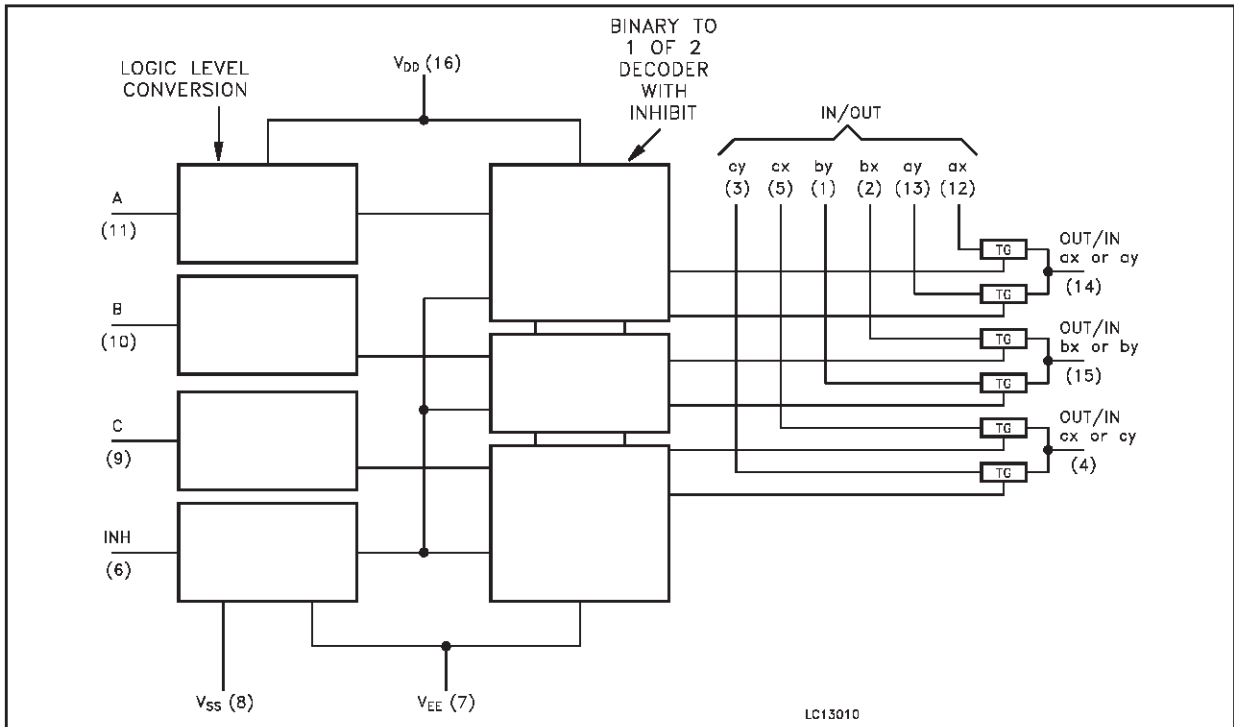 LOGIC LEVEL
CONVERSION
VDD (16)
BINARY TO
1 OF 2
DECODER
WITH
INHIBIT
IN/OUT
cy cx by bx ay ax
(3) (5) (1) (2) (13) (12)
A
(11)
B
(10)
C
(9)
INH
(6)
TG
TG
TG
TG
TG
TG
OUT/IN
ax or ay
(14)
OUT/IN
bx or by
(15)
OUT/IN
cx or cy
(4)
VSS (8)
VEE (7)
LC13010